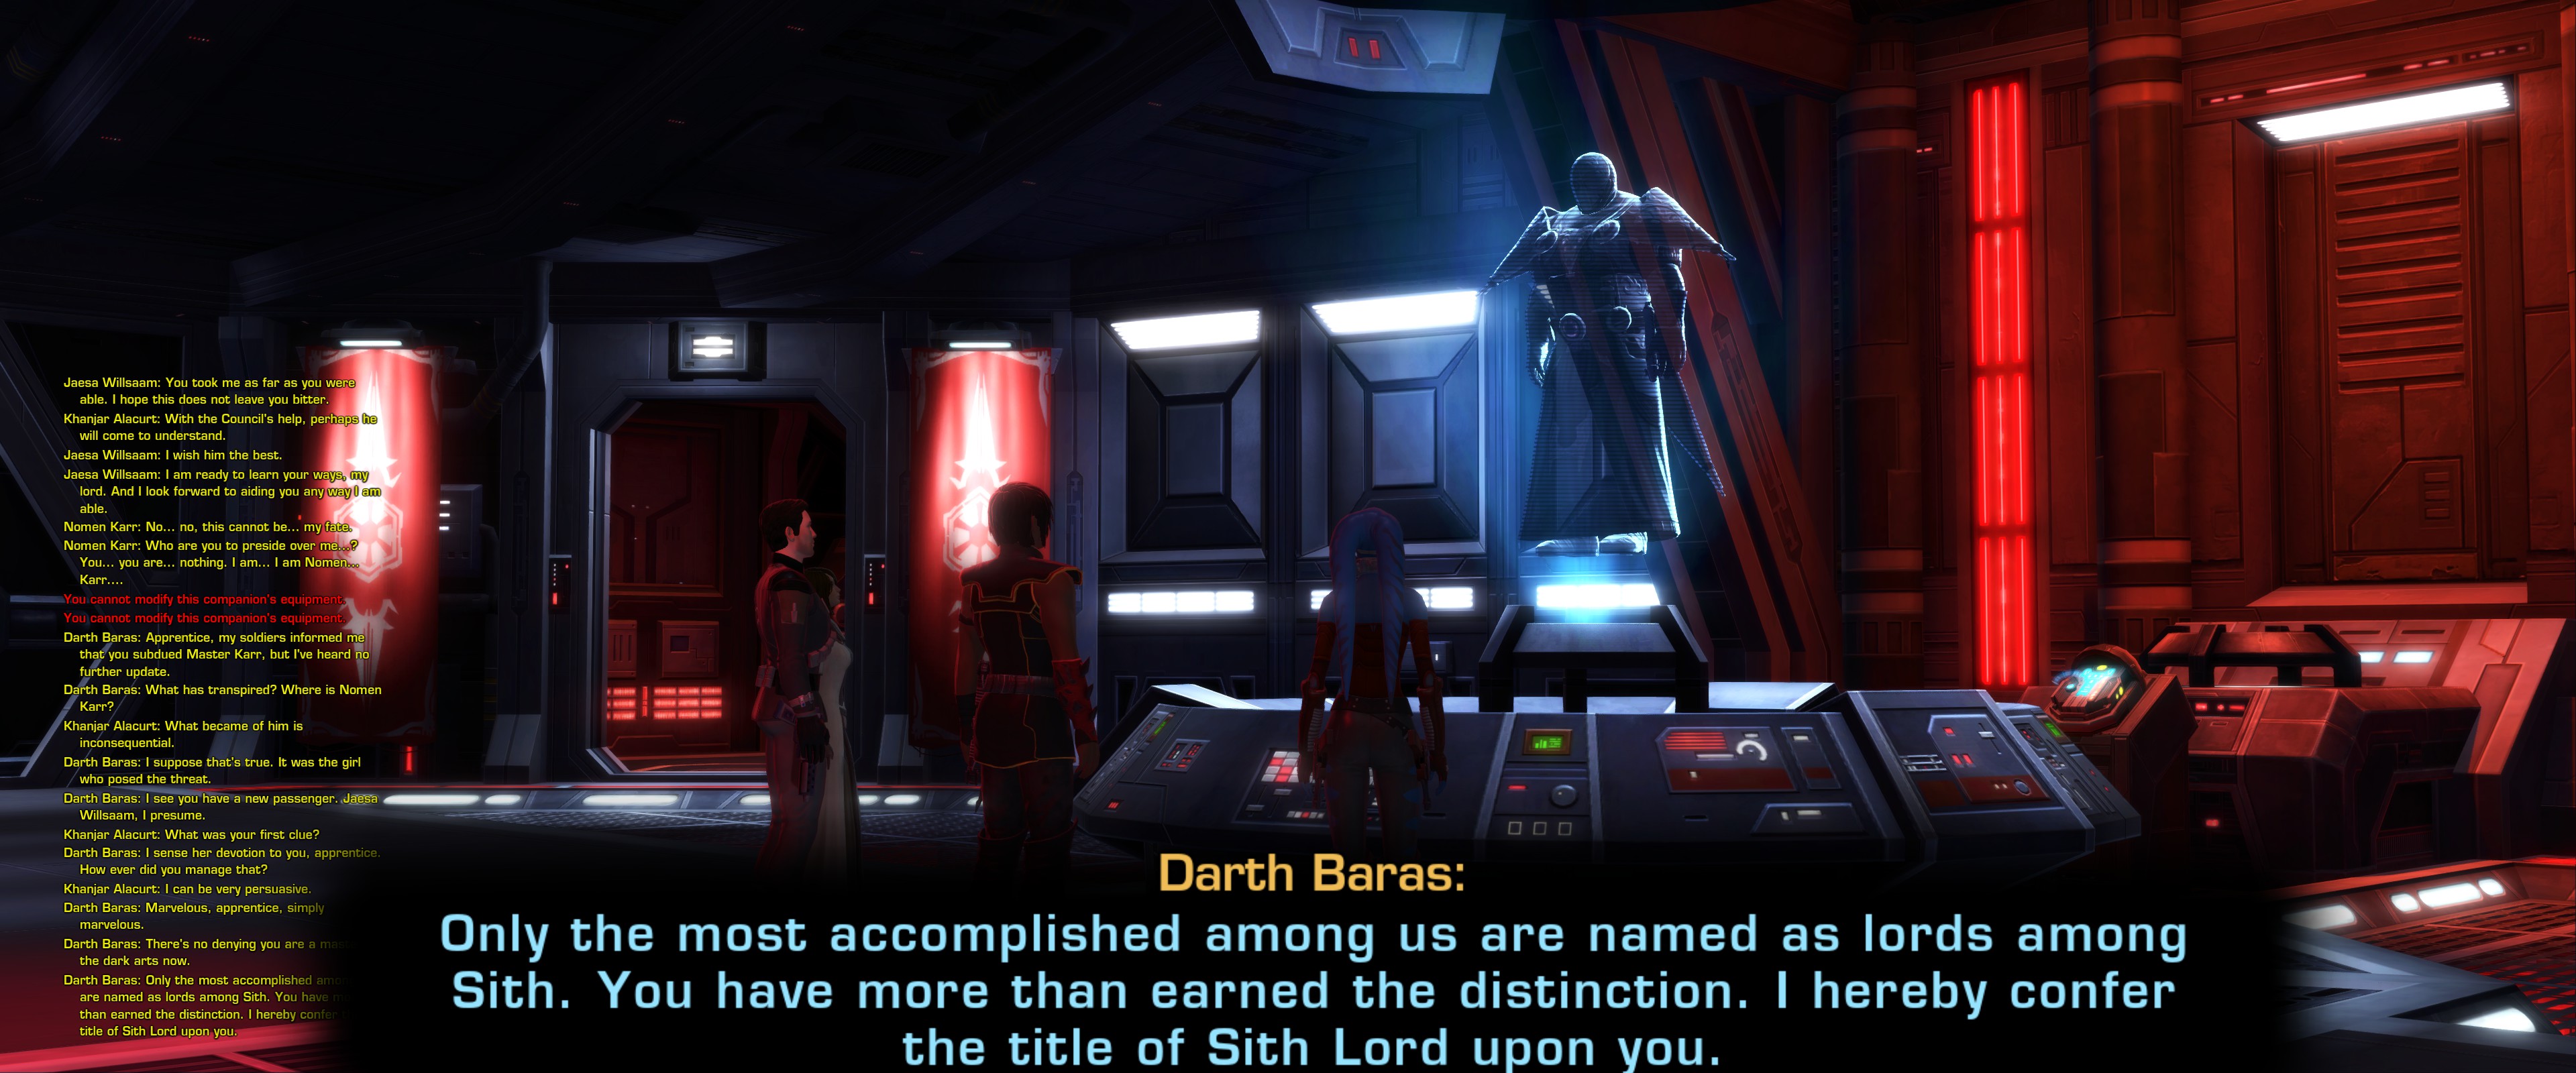 Jaesa Willsaam: You took me as far as you were
able. I hope this does not leave you bitter.
Khanjar Alacurt: With the Council's help, perhaps he
will come to understand.
Jaesa Willsaam: I wish him the best.
Jaesa Willsaam: I am ready to learn your ways, my
lord. And I look forward to aiding you any way I am
able.
Nomen Karr: No... no, this cannot be... my fate.
Nomen Karr: Who are you to preside over me...?
You... you are... nothing. I am... I am Nomen...
Karr....
You cannot modify this companion's equipment.
You cannot modify this companion's equipment.
Darth Baras: Apprentice, my soldiers informed me
that you subdued Master Karr, but I've heard no
further update.
Darth Baras: What has transpired? Where is Nomen
Karr?
Khanjar Alacurt: What became of him is
inconsequential.
Darth Baras: I suppose that's true. It was the girl
who posed the threat.
Darth Baras: I see you have a new passenger. Jaesa
Willsaam, I presume.
Khanjar Alacurt: What was your first clue?
Darth Baras: I sense her devotion to you, apprentice.
How ever did you manage that?
Khanjar Alacurt: I can be very persuasive.
Darth Baras: Marvelous, apprentice, simply
marvelous.
Darth Baras: There's no denying you are a
the dark arts now.
Darth Baras: Only the most accomplished
are named as lords among Sith. You have
than earned the distinction. I hereby confer
title of Sith Lord upon you.
Darth Baras:
Only the most accomplished among us are named as lords among
Sith. You have more than earned the distinction. I hereby confer
the title of Sith Lord upon you.